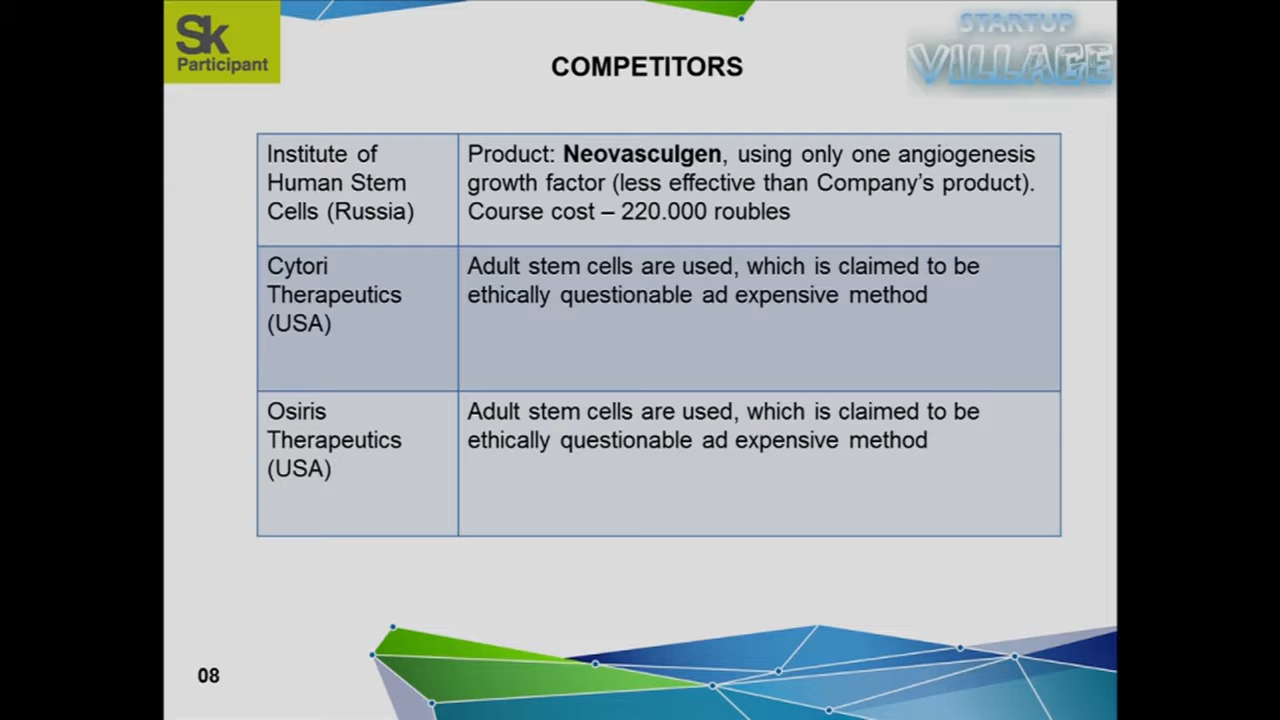 Sk
Participant
STARTUP
VILLAGE
COMPETITORS
Institute of
Human Stem
Cells (Russia)
Product: Neovasculgen, using only one angiogenesis
growth factor (less effective than Company's product).
Course cost – 220.000 roubles
Cytori
Therapeutics
(USA)
Adult stem cells are used, which is claimed to be
ethically questionable ad expensive method
Osiris
Therapeutics
(USA)
Adult stem cells are used, which is claimed to be
ethically questionable ad expensive method
08